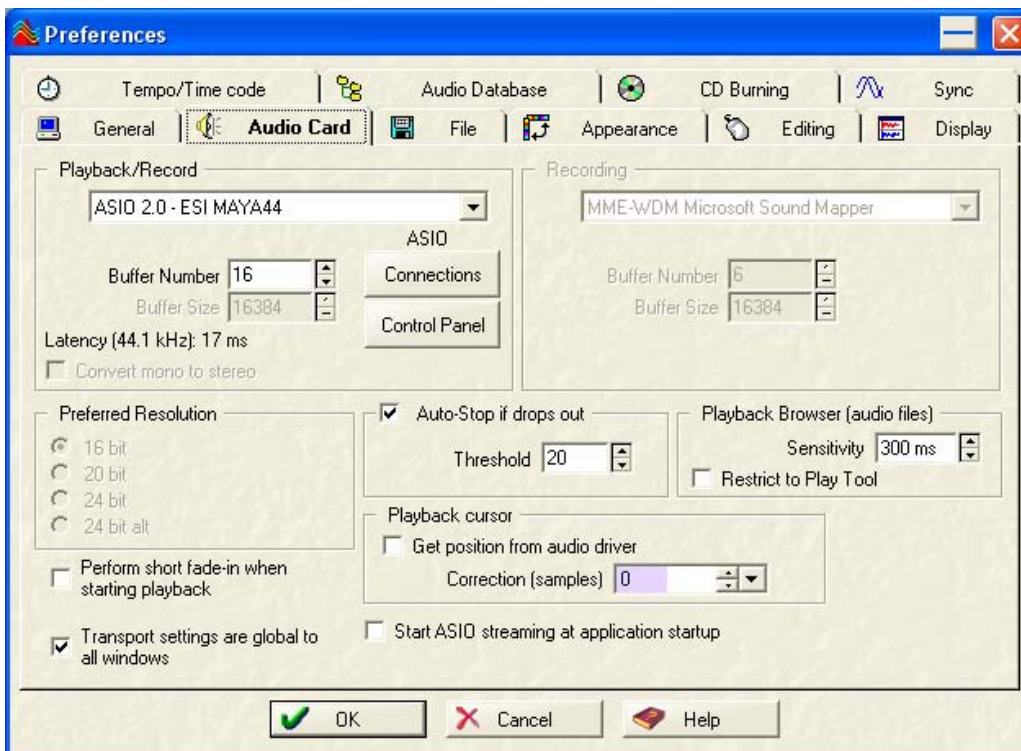 Preferences
Tempo/Time code
Audio Database
CD Burning
Sync
General
Audio Card
File
Appearance
Editing
Display
Playback/Record
ASIO 2.0 - ESI MAYA44
ASIO
Buffer Number 16
Connections
Buffer Size 16384
Control Panel
Latency (44.1 kHz): 17 ms
Convert mono to stereo
Recording
MME-WDM Microsoft Sound Mapper
Buffer Number 6
Buffer Size 16384
Preferred Resolution
16 bit
20 bit
24 bit
24 bit alt
Auto-Stop if drops out
Threshold 20
Playback Browser (audio files)
Sensitivity 300 ms
Restrict to Play Tool
Playback cursor
Get position from audio driver
Correction (samples) 0
Perform short fade-in when
starting playback
Transport settings are global to
all windows
Start ASIO streaming at application startup
OK
Cancel
Help